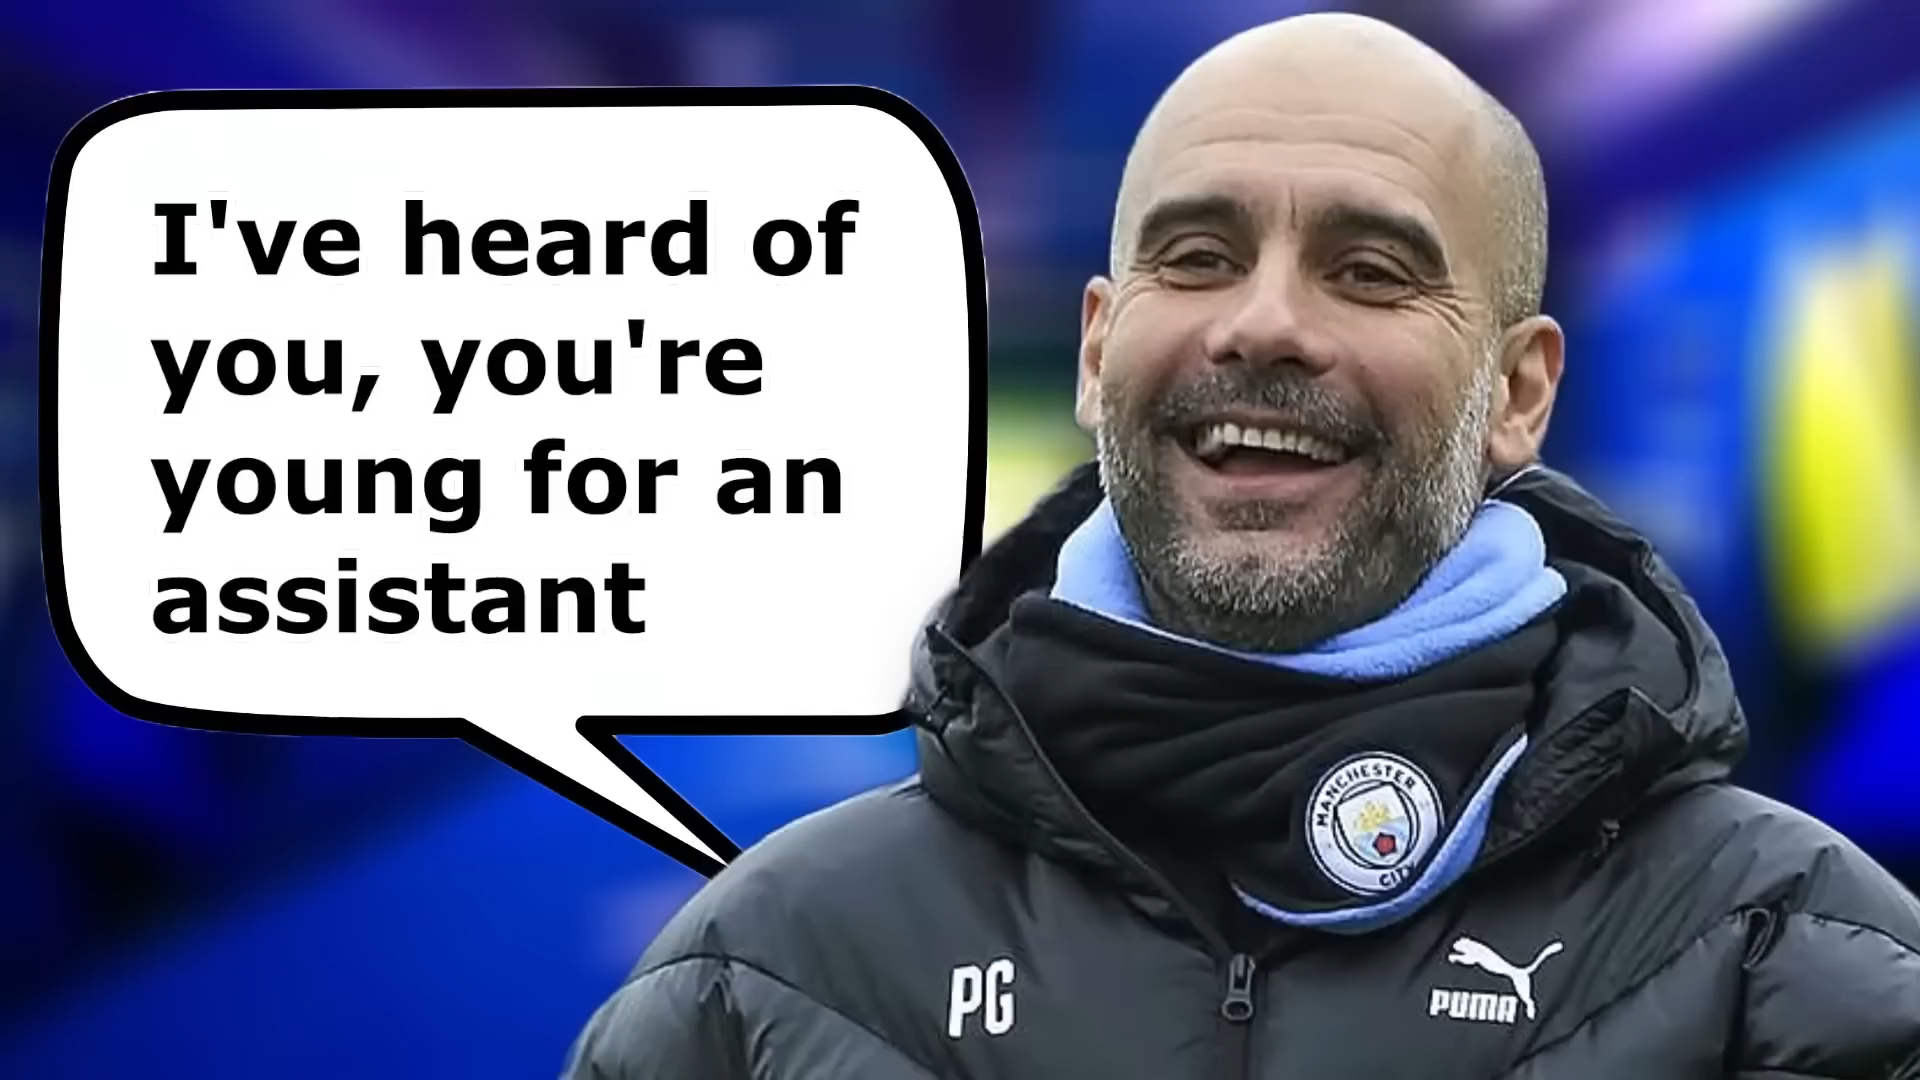 I've heard of
you, you're
young for an
assistant
MANCHESTER
CITY
PG
PUMA